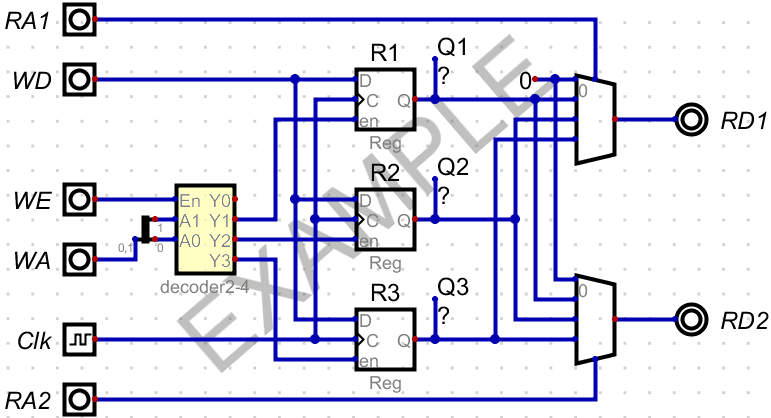 RA1
Q1
R1
?
WD
D
0
0
C
Q
en
Reg
RD1
EXAMPLE
R2
Q2
?
WE
En
Y0
D
A1
Y1
1
C
Q
0,1
0
A0
Y2
en
WA
Y3
Reg
decoder2-4
R3
Q3
?
0
D
RD2
Clk
C
Q
en
Reg
RA2